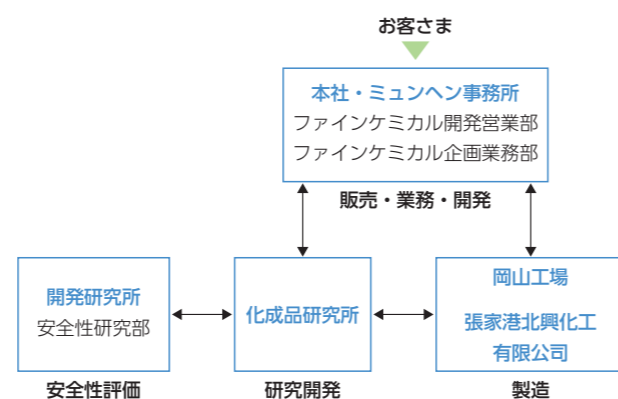 お客さま
本社・ミュンヘン事務所
ファインケミカル開発営業部
ファインケミカル企画業務部
販売・業務・開発
開発研究所
安全性研究部
安全性評価
化成品研究所
研究開発
岡山工場
張家港北興化工
有限公司
製造